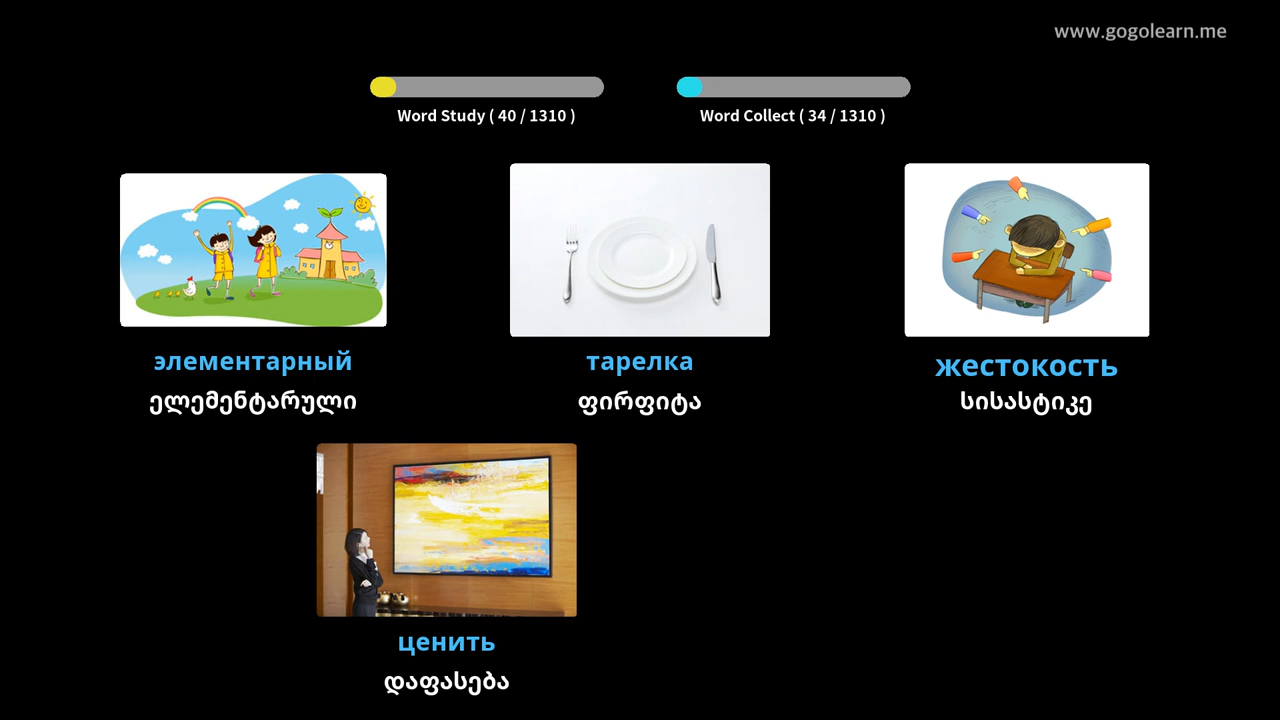 www.gogolearn.me
Word Study ( 40 / 1310 )
Word Collect ( 34 / 1310 )
элементарный
ელემენტარული
тарелка
ფირფიტა
жестокость
სისასტიკე
ценить
დაფასება